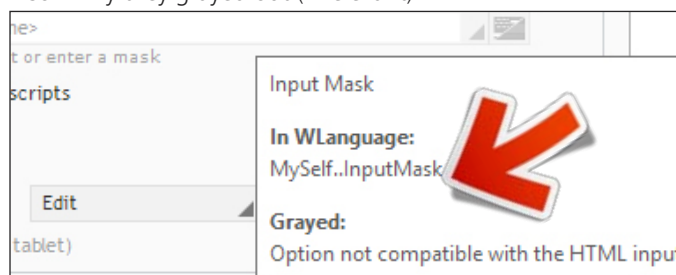 ne>
t or enter a mask
scripts
Edit
tablet)
Input Mask
In WLanguage:
MySelf..InputMask
Grayed:
Option not compatible with the HTML input